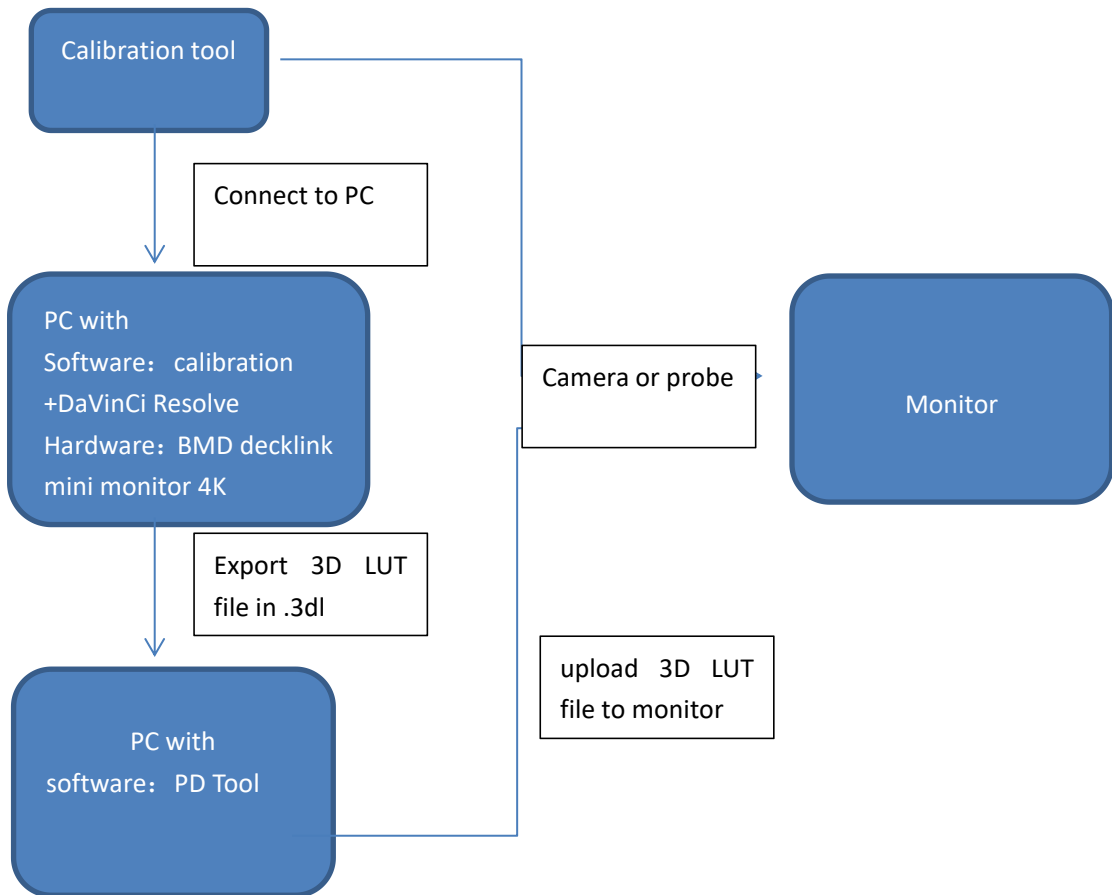 Calibration tool
Connect to PC
PC with
Software： calibration
+DaVinCi Resolve
Hardware：BMD decklink
mini monitor 4K
Camera or probe
Monitor
Export 3D LUT
file in .3dl
upload 3D LUT
file to monitor
PC with
software： PD Tool